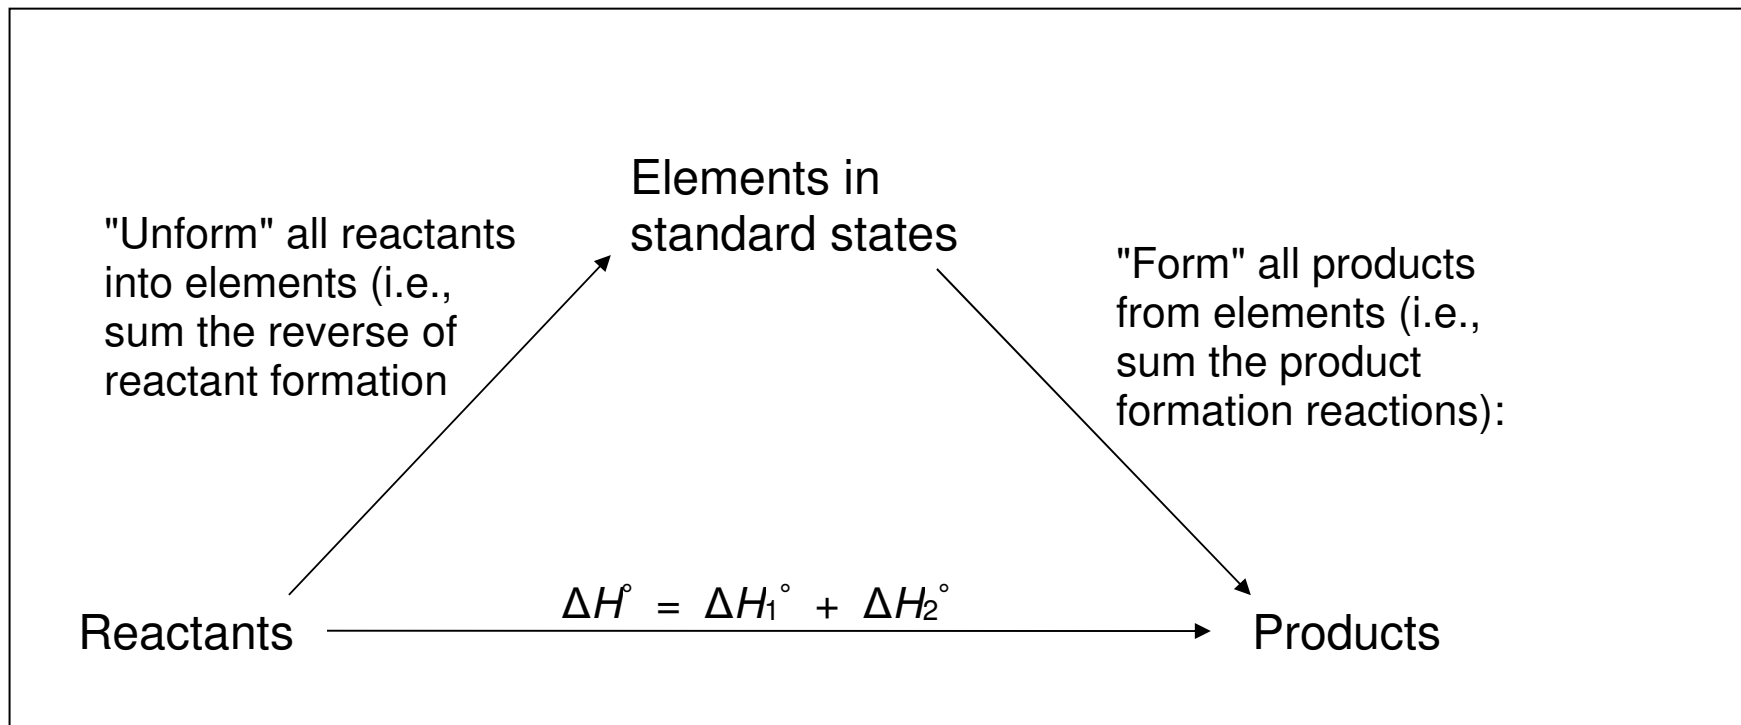 Elements in
standard states
"Unform" all reactants
into elements (i.e.,
sum the reverse of
reactant formation
"Form" all products
from elements (i.e.,
sum the product
formation reactions):
ΔH° = ΔH₁° + ΔH₂°
Reactants
Products